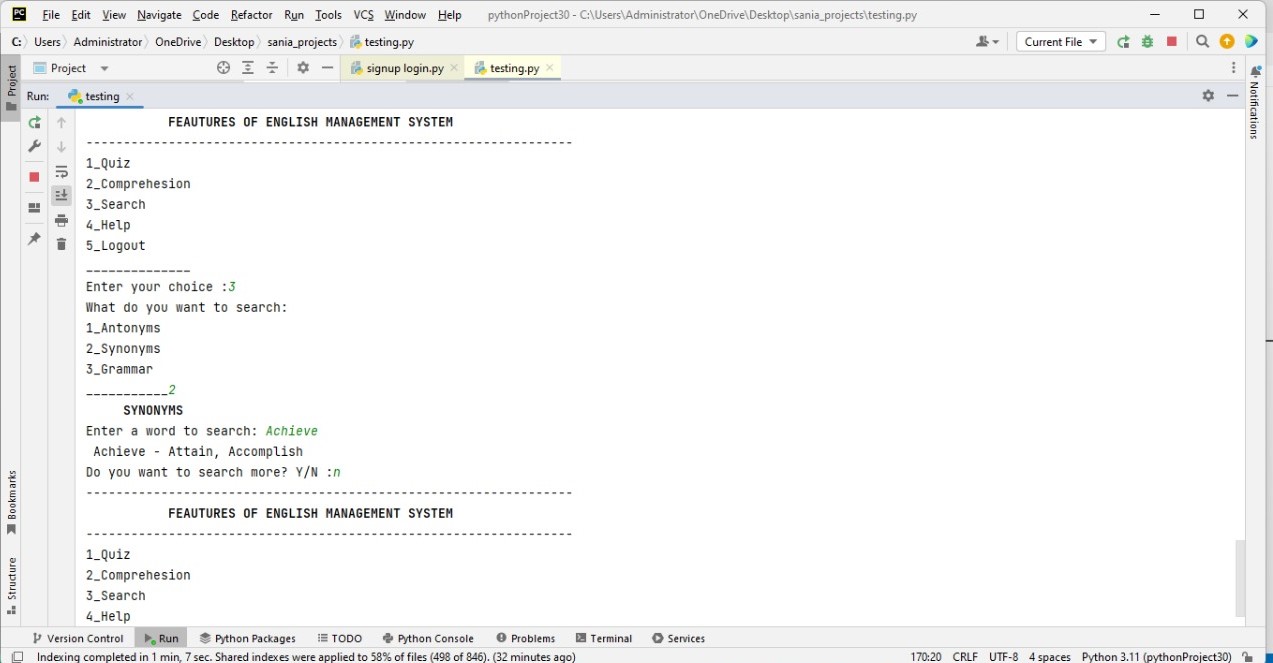 PC File Edit View Navigate Code Refactor Run Tools VCS Window Help pythonProject30 - C:\Users\Administrator\OneDrive\Desktop\sania_projects\testing.py
C: Users Administrator OneDrive Desktop sania_projects testing.py Current File
Project signup login.py testing.py
Project
Notifications
Run: testing
FEAUTURES OF ENGLISH MANAGEMENT SYSTEM
-----------------------------------------------------------------
1_Quiz
2_Comprehesion
3_Search
4_Help
5_Logout
______________
Enter your choice :3
What do you want to search:
1_Antonyms
2_Synonyms
3_Grammar
___________2
SYNONYMS
Enter a word to search: Achieve
Achieve - Attain, Accomplish
Do you want to search more? Y/N :n
-----------------------------------------------------------------
FEAUTURES OF ENGLISH MANAGEMENT SYSTEM
-----------------------------------------------------------------
1_Quiz
2_Comprehesion
3_Search
4_Help
Bookmarks
Structure
Version Control Run Python Packages TODO Python Console Problems Terminal Services
Indexing completed in 1 min, 7 sec. Shared indexes were applied to 58% of files (498 of 846). (32 minutes ago) 170:20 CRLF UTF-8 4 spaces Python 3.11 (pythonProject30)